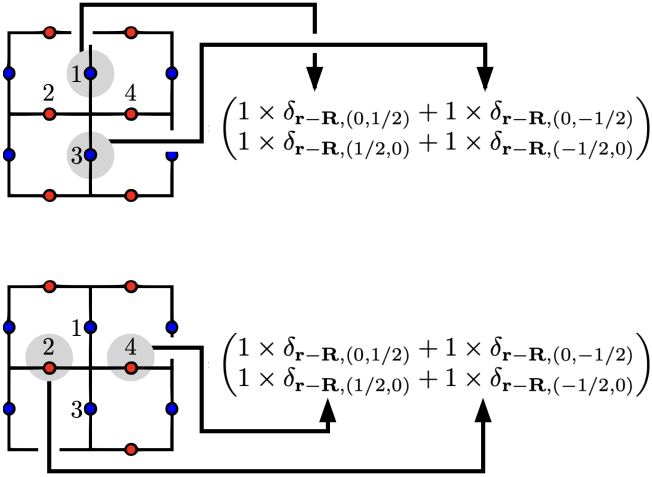 1
2 4
3
( 1 × δ_{r−R,(0,1/2)} + 1 × δ_{r−R,(0,−1/2)} )
( 1 × δ_{r−R,(1/2,0)} + 1 × δ_{r−R,(−1/2,0)} )
1
2 4
3
( 1 × δ_{r−R,(0,1/2)} + 1 × δ_{r−R,(0,−1/2)} )
( 1 × δ_{r−R,(1/2,0)} + 1 × δ_{r−R,(−1/2,0)} )